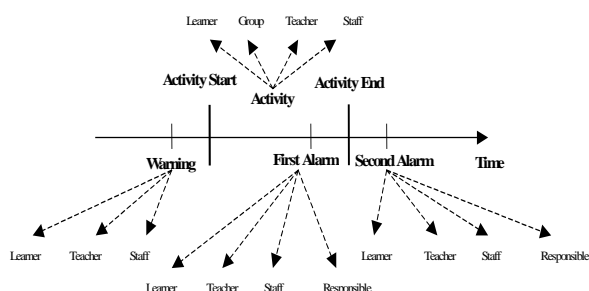 Learner Group Teacher Staff
Activity Start Activity End
Activity
Warning First Alarm Second Alarm Time
Learner Teacher Staff Learner Teacher Staff Responsible
Learner Teacher Staff Responsible